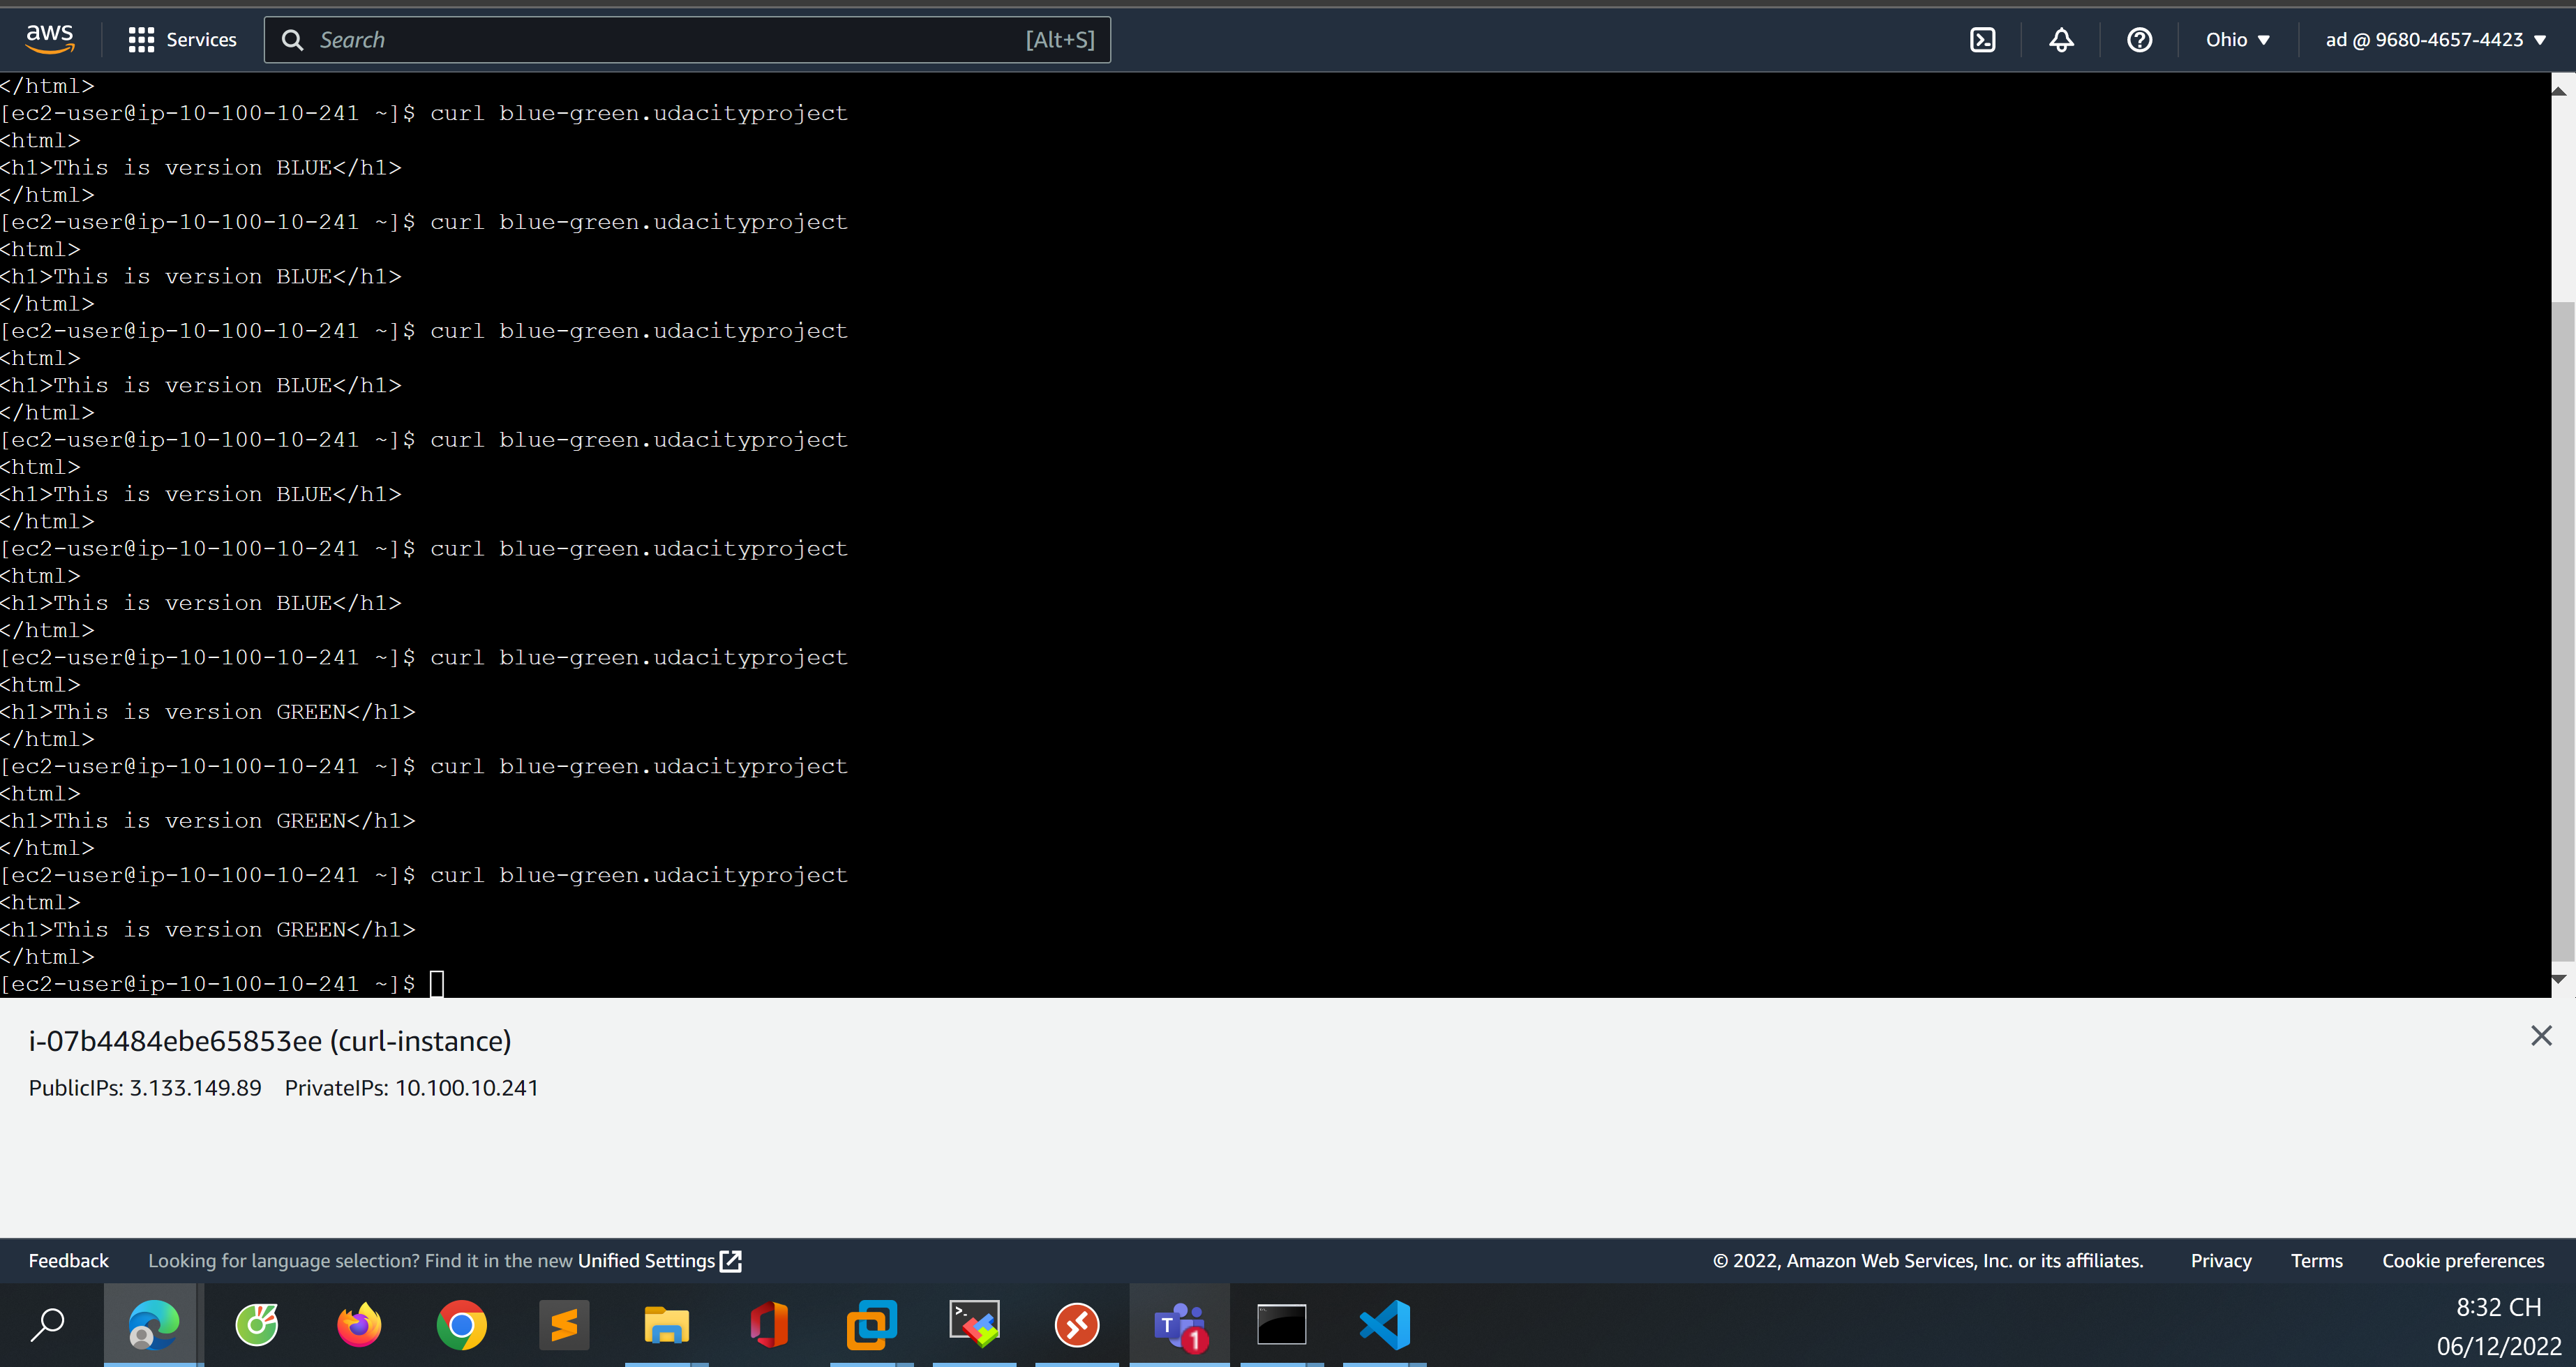 aws Services Search [Alt+S] Ohio ad @ 9680-4657-4423
</html>
[ec2-user@ip-10-100-10-241 ~]$ curl blue-green.udacityproject
<html>
<h1>This is version BLUE</h1>
</html>
[ec2-user@ip-10-100-10-241 ~]$ curl blue-green.udacityproject
<html>
<h1>This is version BLUE</h1>
</html>
[ec2-user@ip-10-100-10-241 ~]$ curl blue-green.udacityproject
<html>
<h1>This is version BLUE</h1>
</html>
[ec2-user@ip-10-100-10-241 ~]$ curl blue-green.udacityproject
<html>
<h1>This is version BLUE</h1>
</html>
[ec2-user@ip-10-100-10-241 ~]$ curl blue-green.udacityproject
<html>
<h1>This is version BLUE</h1>
</html>
[ec2-user@ip-10-100-10-241 ~]$ curl blue-green.udacityproject
<html>
<h1>This is version GREEN</h1>
</html>
[ec2-user@ip-10-100-10-241 ~]$ curl blue-green.udacityproject
<html>
<h1>This is version GREEN</h1>
</html>
[ec2-user@ip-10-100-10-241 ~]$ curl blue-green.udacityproject
<html>
<h1>This is version GREEN</h1>
</html>
[ec2-user@ip-10-100-10-241 ~]$
i-07b4484ebe65853ee (curl-instance)
PublicIPs: 3.133.149.89 PrivateIPs: 10.100.10.241
Feedback Looking for language selection? Find it in the new Unified Settings © 2022, Amazon Web Services, Inc. or its affiliates. Privacy Terms Cookie preferences
T 1
8:32 CH
06/12/2022